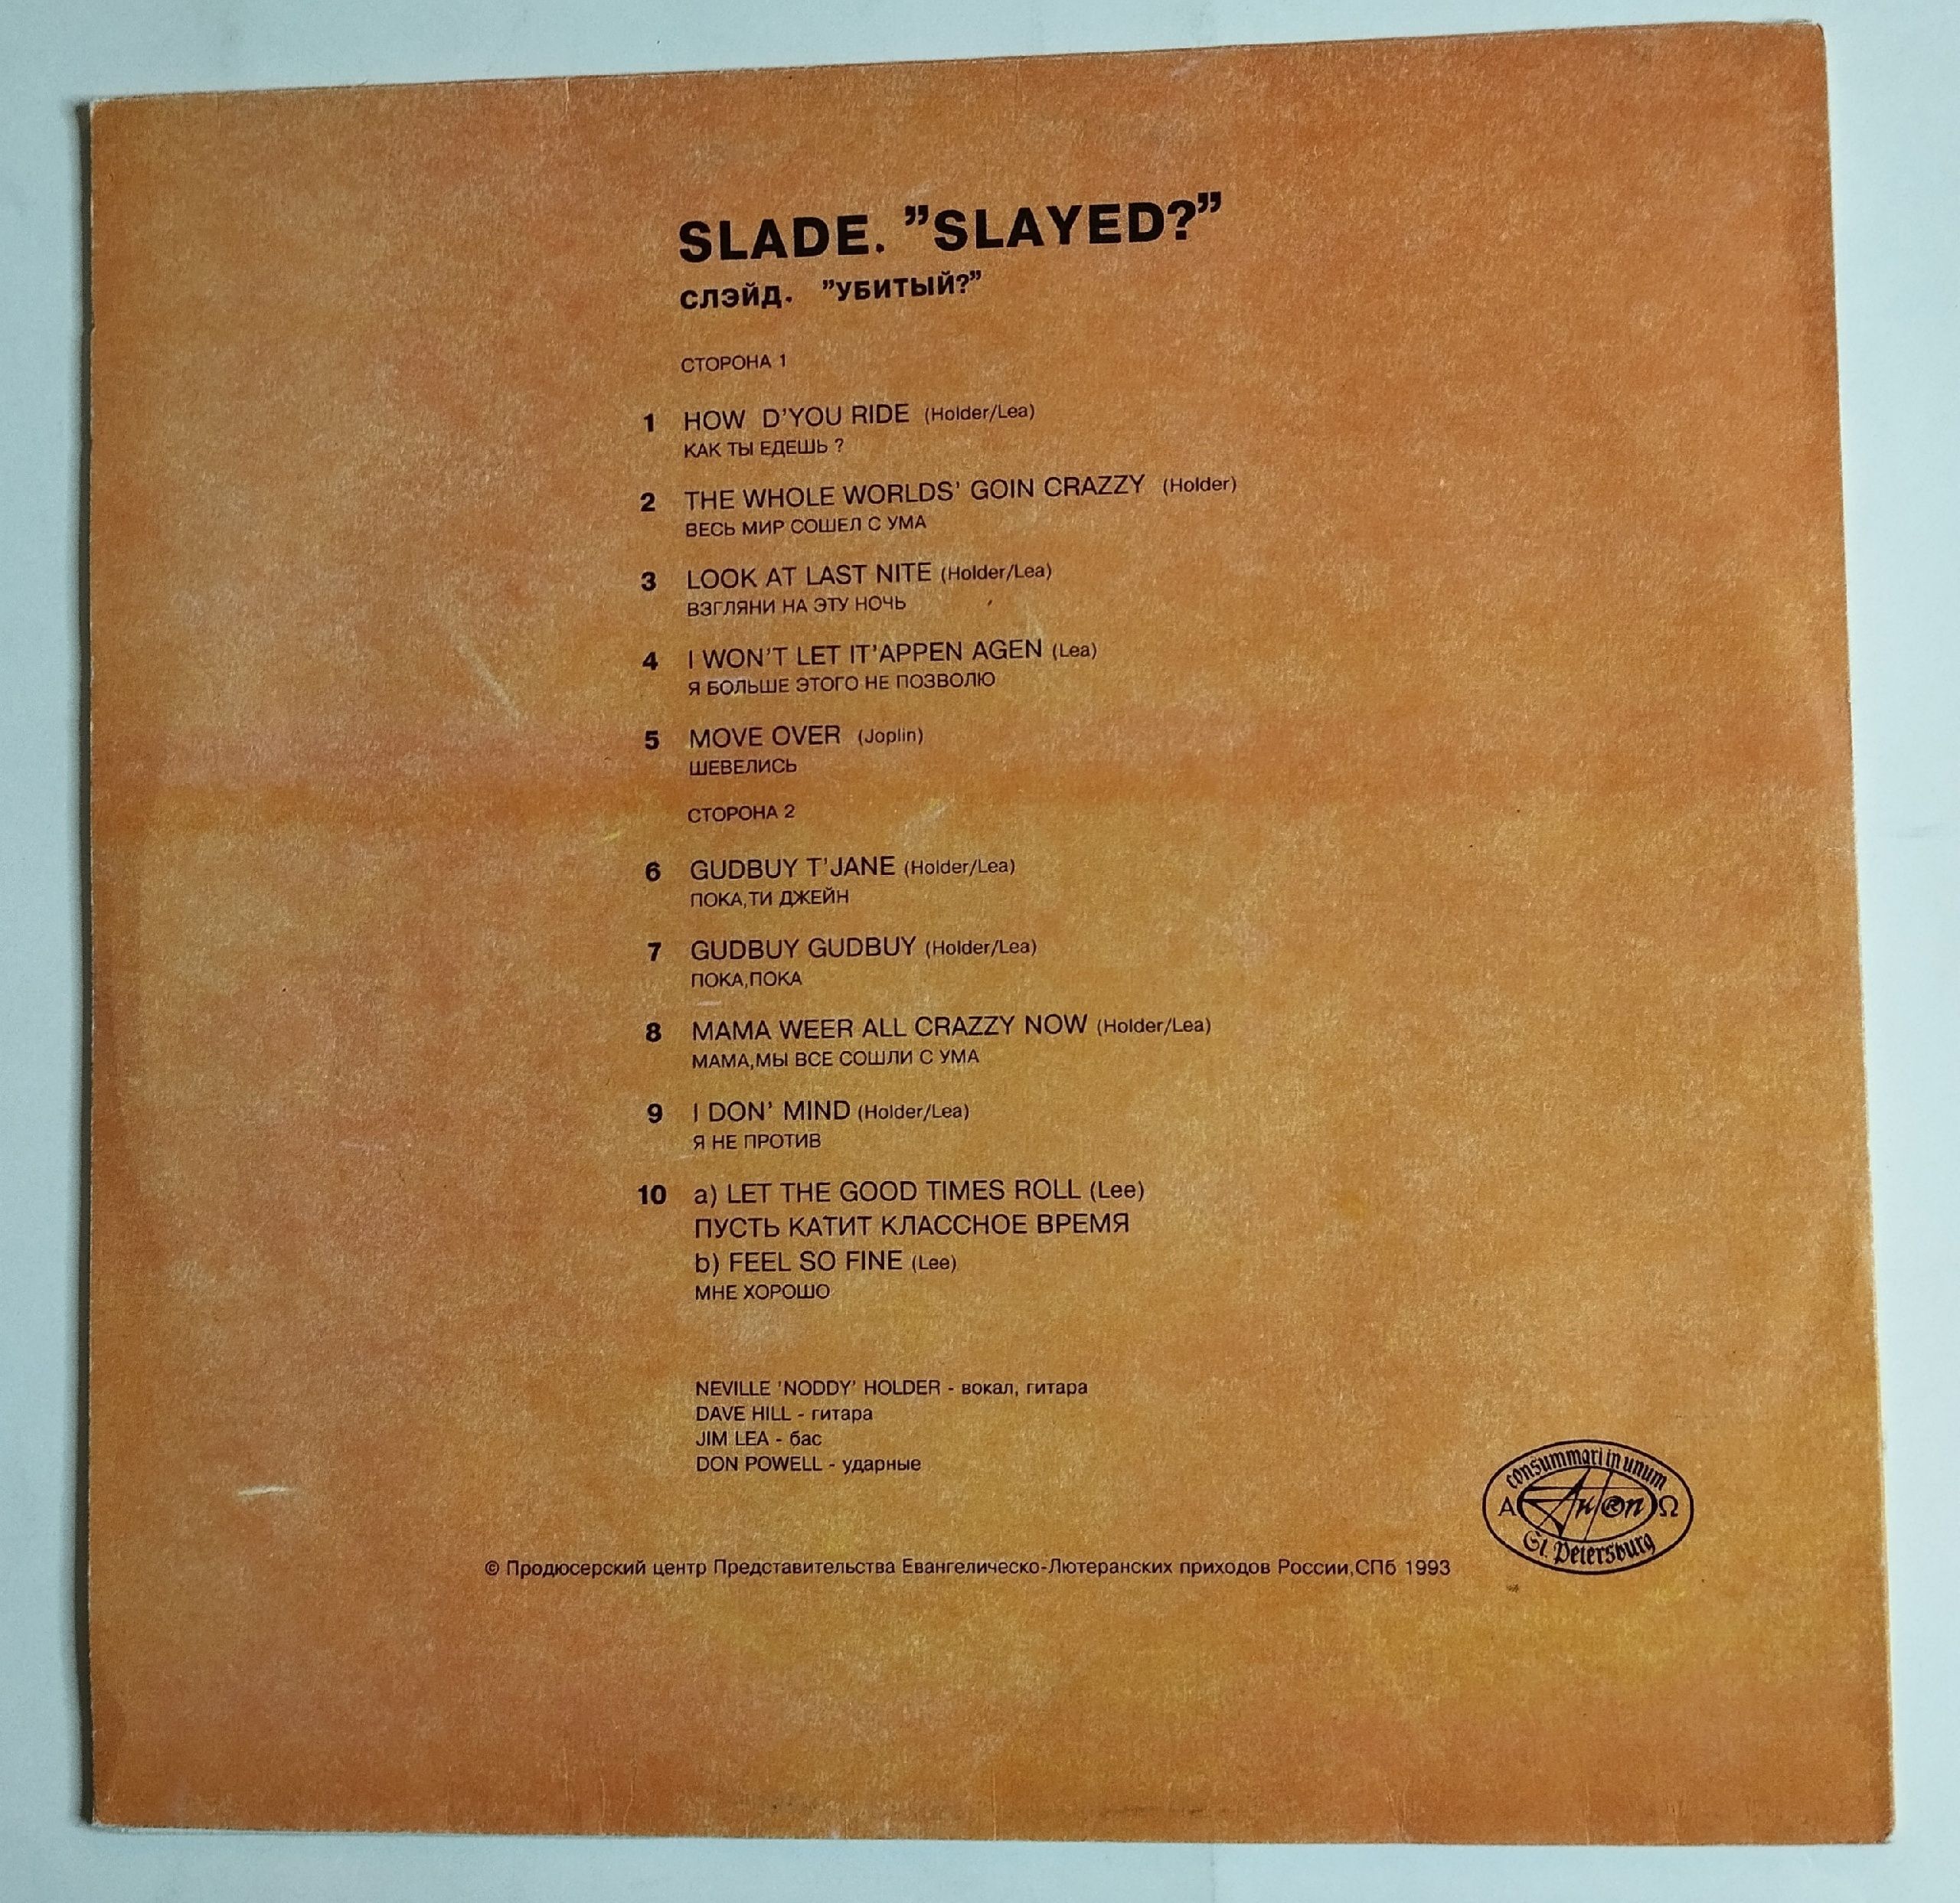 SLADE. "SLAYED?"
СЛЭЙД. "УБИТЫЙ?"
СТОРОНА 1
1 HOW D'YOU RIDE (Holder/Lea)
КАК ТЫ ЕДЕШЬ ?
2 THE WHOLE WORLDS' GOIN CRAZZY (Holder)
ВЕСЬ МИР СОШЕЛ С УМА
3 LOOK AT LAST NITE (Holder/Lea)
ВЗГЛЯНИ НА ЭТУ НОЧЬ
4 I WON'T LET IT'APPEN AGEN (Lea)
Я БОЛЬШЕ ЭТОГО НЕ ПОЗВОЛЮ
5 MOVE OVER (Joplin)
ШЕВЕЛИСЬ
СТОРОНА 2
6 GUDBUY T'JANE (Holder/Lea)
ПОКА,ТИ ДЖЕЙН
7 GUDBUY GUDBUY (Holder/Lea)
ПОКА,ПОКА
8 MAMA WEER ALL CRAZZY NOW (Holder/Lea)
МАМА,МЫ ВСЕ СОШЛИ С УМА
9 I DON' MIND (Holder/Lea)
Я НЕ ПРОТИВ
10 a) LET THE GOOD TIMES ROLL (Lee)
ПУСТЬ КАТИТ КЛАССНОЕ ВРЕМЯ
b) FEEL SO FINE (Lee)
МНЕ ХОРОШО
NEVILLE 'NODDY' HOLDER - вокал, гитара
DAVE HILL - гитара
JIM LEA - бас
DON POWELL - ударные
consummari in unum
Α АнТроп Ω
St. Petersburg
© Продюсерский центр Представительства Евангелическо-Лютеранских приходов России,СПб 1993